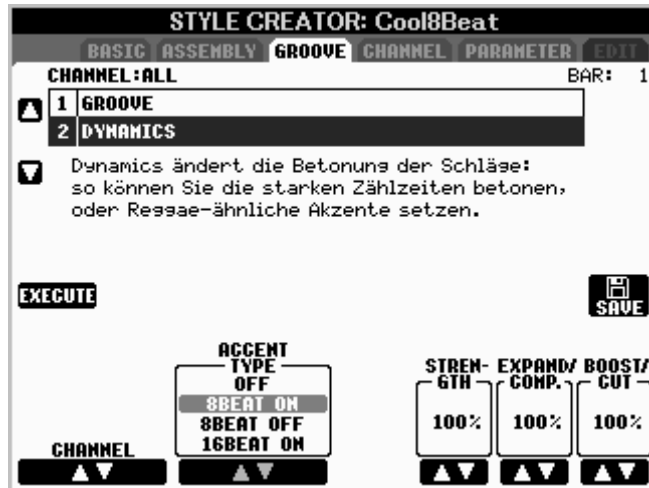 STYLE CREATOR: Cool8Beat
BASIC ASSEMBLY GROOVE CHANNEL PARAMETER EDIT
CHANNEL:ALL BAR: 1
1 GROOVE
2 DYNAMICS
Dynamics ändert die Betonung der Schläge:
so können Sie die starken Zählzeiten betonen,
oder Reggae-ähnliche Akzente setzen.
EXECUTE
SAVE
ACCENT
TYPE
OFF
8BEAT ON
8BEAT OFF
16BEAT ON
STREN-
GTH
100%
EXPAND/
COMP.
100%
BOOST/
CUT
100%
CHANNEL